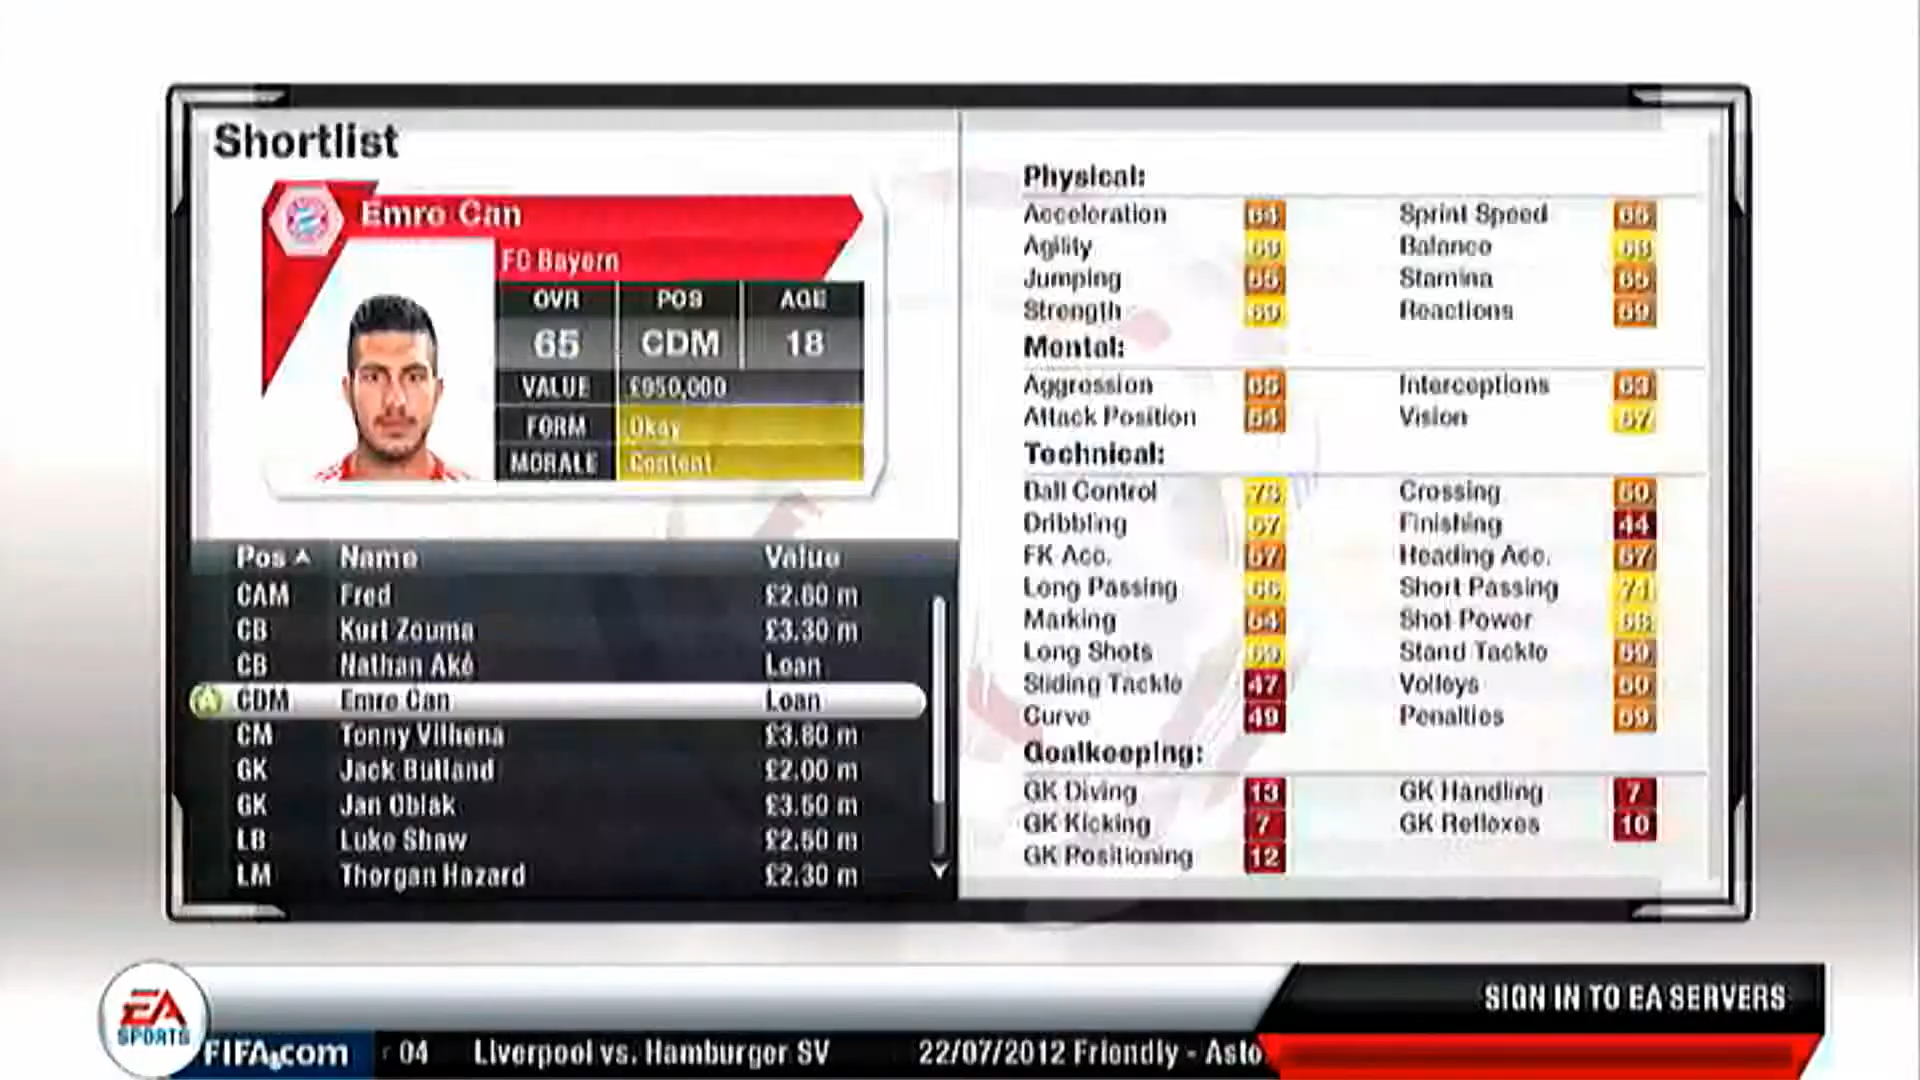 Shortlist
Emre Can
FC Bayern
OVR POS AGE
65 CDM 18
VALUE £950,000
FORM Okay
MORALE Content
Pos Name Value
CAM Fred £2.60 m
CB Kurt Zouma £3.30 m
CB Nathan Aké Loan
CDM Emre Can Loan
CM Tonny Vilhena £3.80 m
GK Jack Butland £2.00 m
GK Jan Oblak £3.50 m
LB Luke Shaw £2.50 m
LM Thorgan Hazard £2.30 m
Physical:
Acceleration 64 Sprint Speed
Agility Balance
Jumping Stamina
Strength Reactions
Mental:
Aggression Interceptions 63
Attack Position Vision 67
Technical:
Ball Control Crossing
Dribbling 67 Finishing 44
FK Acc. Heading Acc.
Long Passing Short Passing
Marking Shot Power
Long Shots Stand Tackle
Sliding Tackle 47 Volleys
Curve 49 Penalties
Goalkeeping:
GK Diving 13 GK Handling 7
GK Kicking 7 GK Reflexes 10
GK Positioning 12
SIGN IN TO EA SERVERS
EA SPORTS
FIFA.com r 04 Liverpool vs. Hamburger SV 22/07/2012 Friendly - Asto